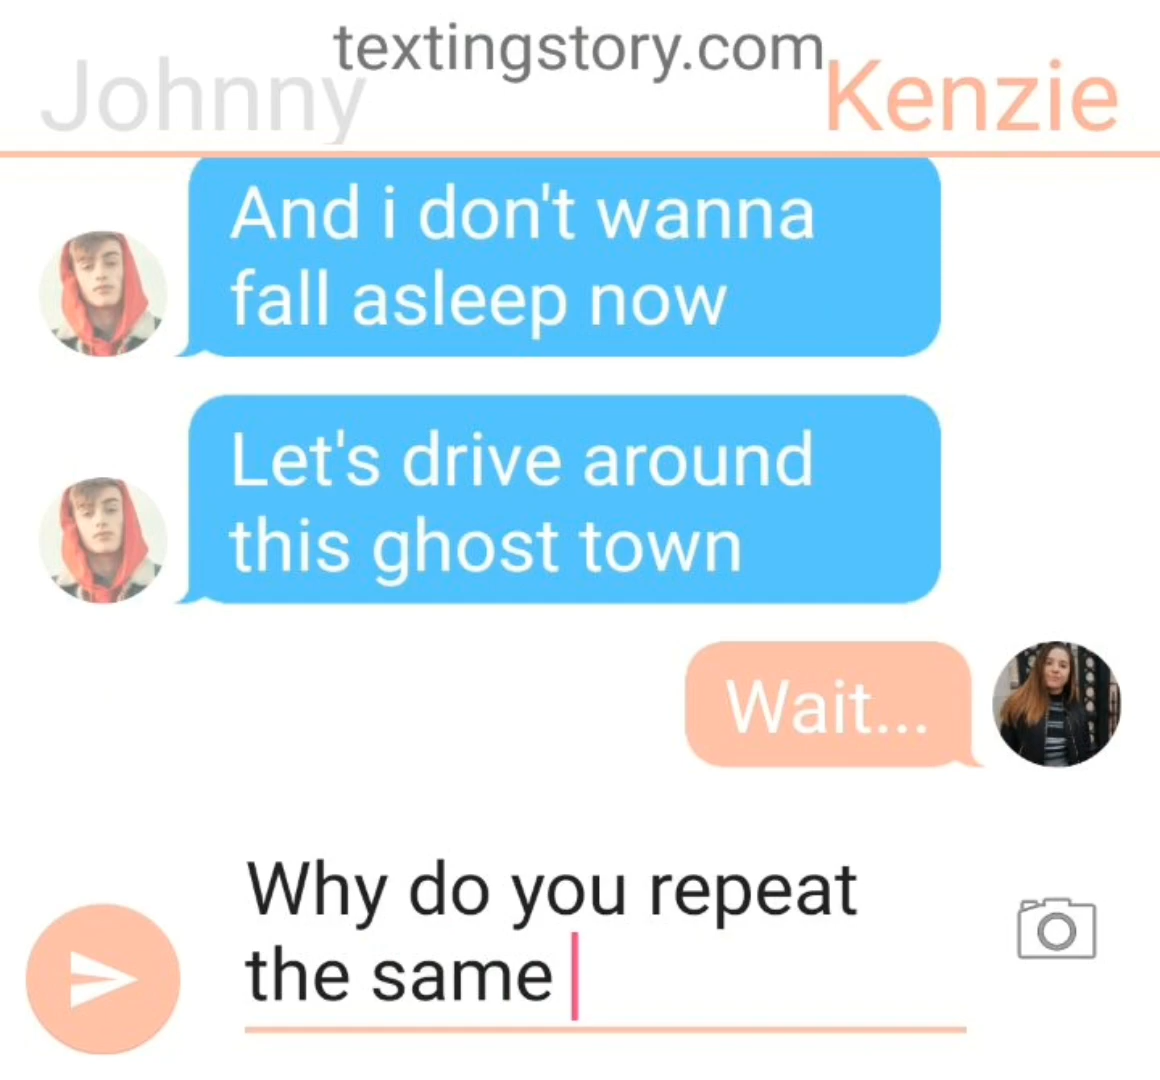 textingstory.com
Johnny
Kenzie
And i don't wanna
fall asleep now
Let's drive around
this ghost town
Wait...
Why do you repeat
the same